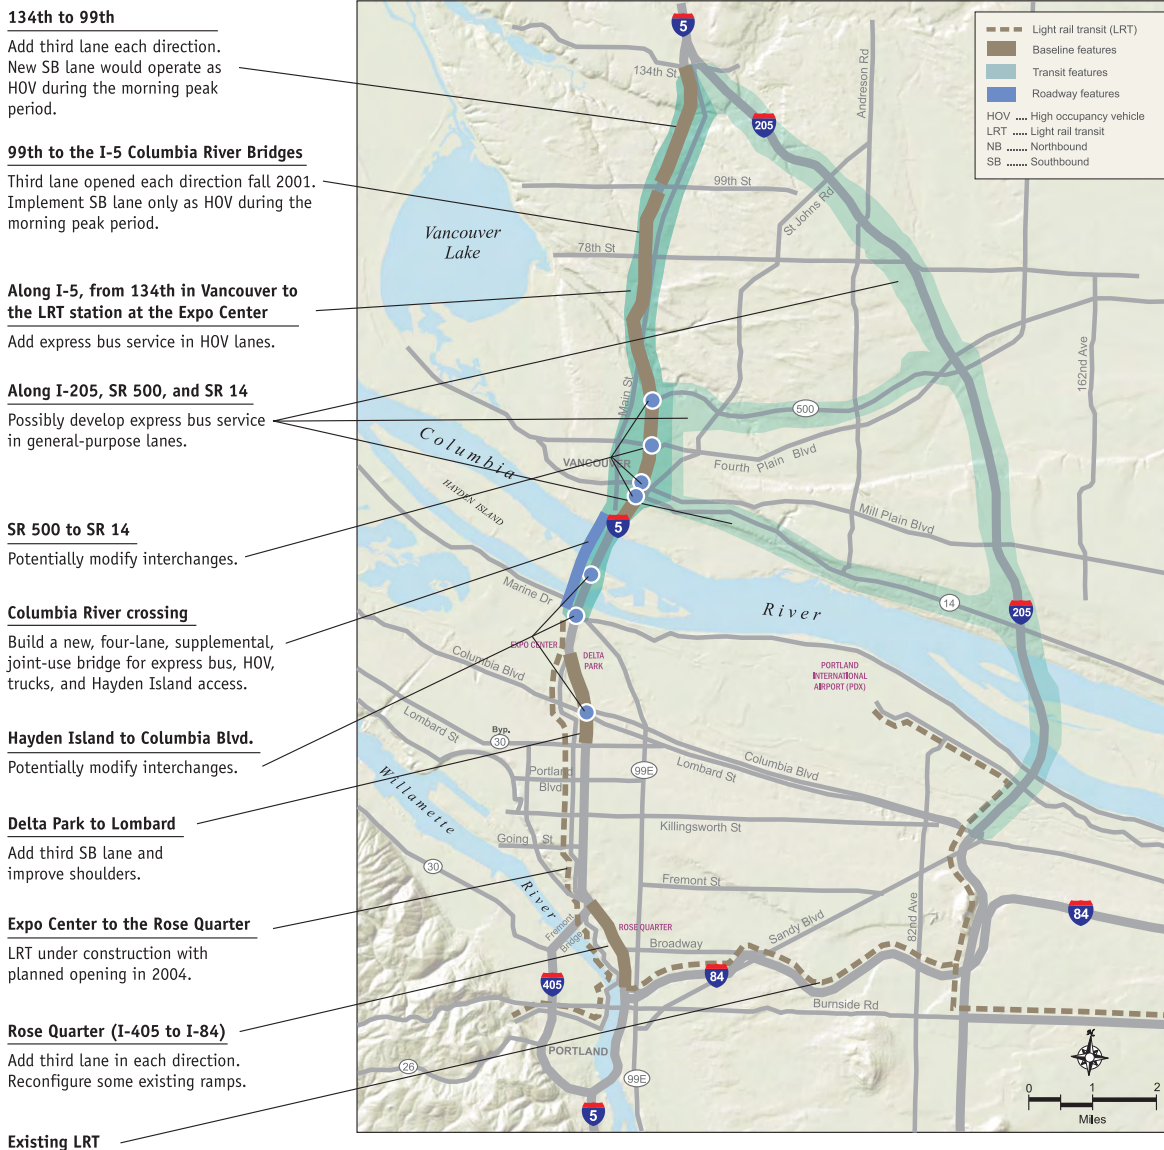 134th to 99th
Add third lane each direction.
New SB lane would operate as
HOV during the morning peak
period.
99th to the I-5 Columbia River Bridges
Third lane opened each direction fall 2001.
Implement SB lane only as HOV during the
morning peak period.
Along I-5, from 134th in Vancouver to
the LRT station at the Expo Center
Add express bus service in HOV lanes.
Along I-205, SR 500, and SR 14
Possibly develop express bus service
in general-purpose lanes.
SR 500 to SR 14
Potentially modify interchanges.
Columbia River crossing
Build a new, four-lane, supplemental,
joint-use bridge for express bus, HOV,
trucks, and Hayden Island access.
Hayden Island to Columbia Blvd.
Potentially modify interchanges.
Delta Park to Lombard
Add third SB lane and
improve shoulders.
Expo Center to the Rose Quarter
LRT under construction with
planned opening in 2004.
Rose Quarter (I-405 to I-84)
Add third lane in each direction.
Reconfigure some existing ramps.
Existing LRT
Light rail transit (LRT)
Baseline features
Transit features
Roadway features
HOV .... High occupancy vehicle
LRT ..... Light rail transit
NB ...... Northbound
SB ...... Southbound
5
134th St
205
Andreson Rd
99th St
St Johns Rd
Vancouver
Lake
78th St
162nd Ave
Main St
500
Columbia
VANCOUVER
Fourth Plain Blvd
HAYDEN ISLAND
Mill Plain Blvd
5
Marine Dr
River
14
205
EXPO CENTER
DELTA
PARK
PORTLAND
INTERNATIONAL
AIRPORT (PDX)
Columbia Blvd
Lombard St
Byp.
30
Portland
Blvd
99E
Lombard St
Columbia Blvd
Willamette
River
Killingsworth St
Going St
30
Fremont St
82nd Ave
Sandy Blvd
84
Fremont
Bridge
ROSE QUARTER
Broadway
405
84
Burnside Rd
PORTLAND
26
99E
5
N
0 1 2
Miles